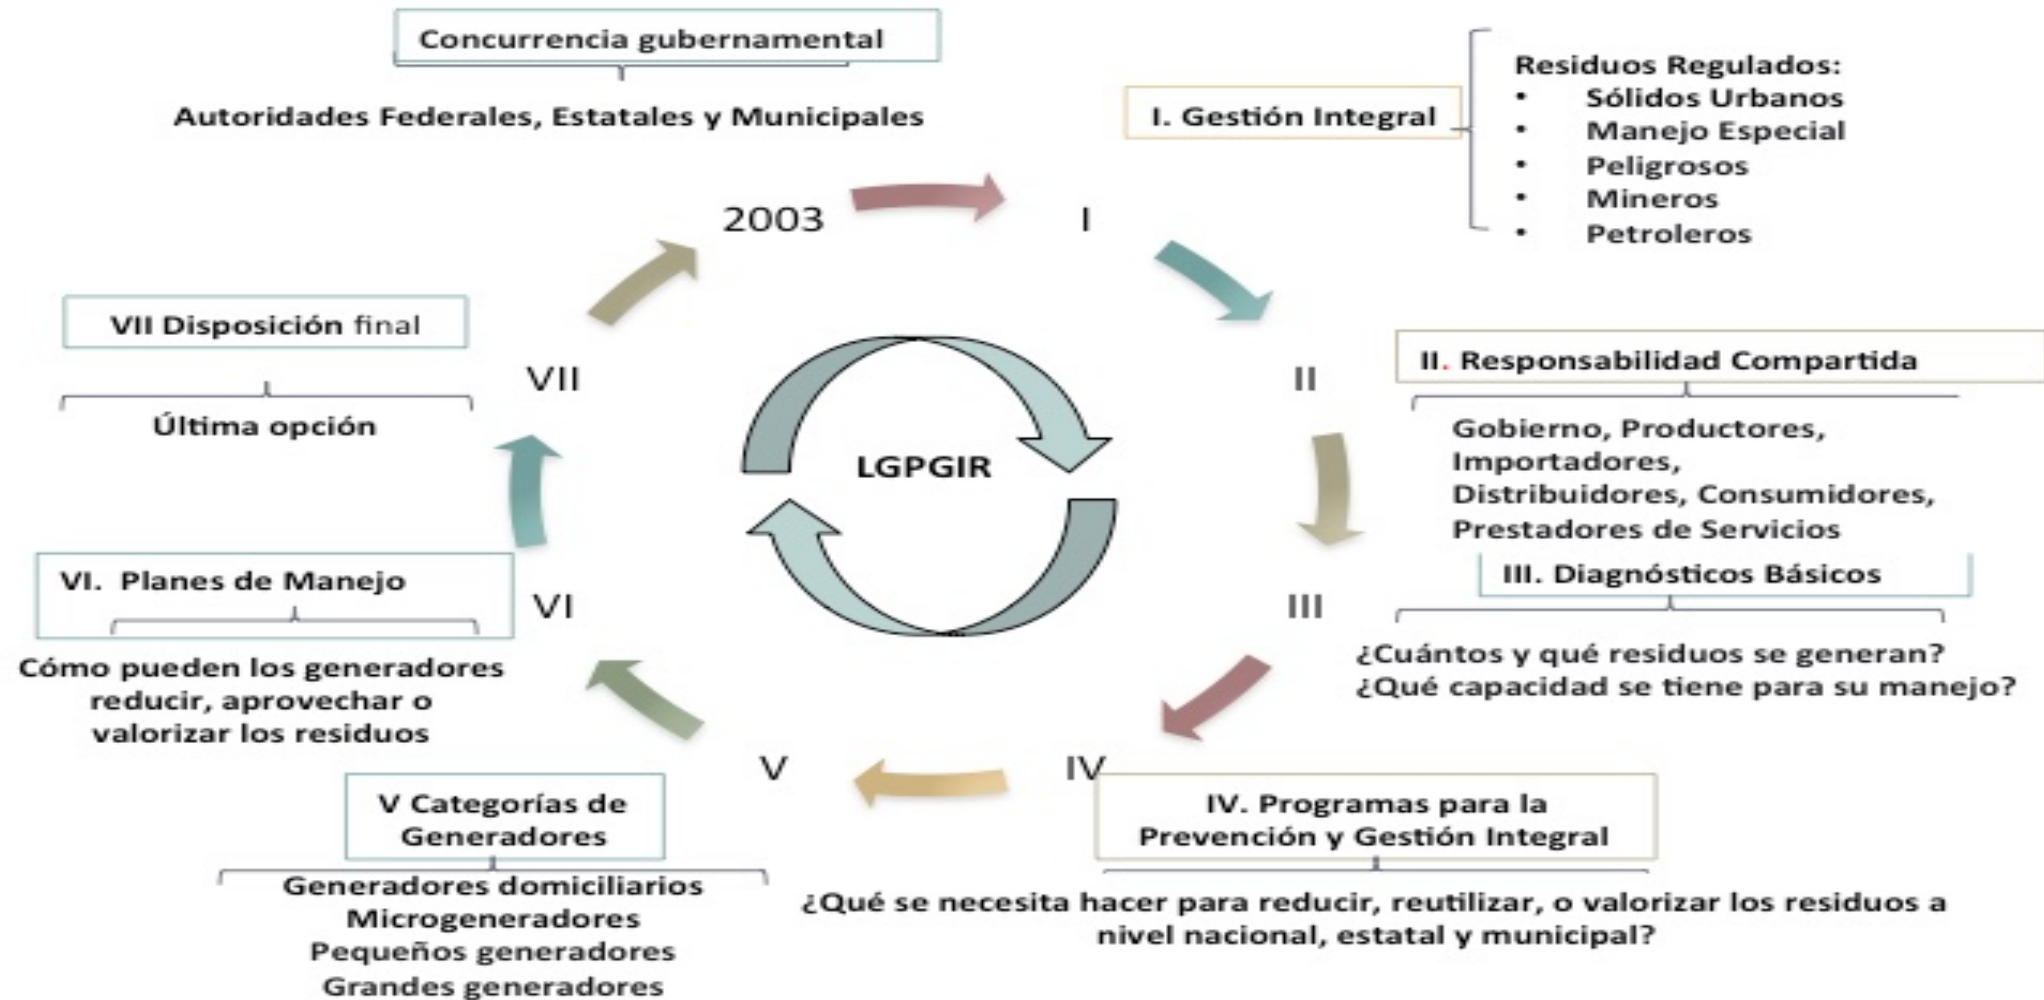 Concurrencia gubernamental
Autoridades Federales, Estatales y Municipales
2003
I
I. Gestión Integral
Residuos Regulados:
• Sólidos Urbanos
• Manejo Especial
• Peligrosos
• Mineros
• Petroleros
II
II. Responsabilidad Compartida
Gobierno, Productores,
Importadores,
Distribuidores, Consumidores,
Prestadores de Servicios
III
III. Diagnósticos Básicos
¿Cuántos y qué residuos se generan?
¿Qué capacidad se tiene para su manejo?
IV
IV. Programas para la
Prevención y Gestión Integral
¿Qué se necesita hacer para reducir, reutilizar, o valorizar los residuos a
nivel nacional, estatal y municipal?
V
V Categorías de
Generadores
Generadores domiciliarios
Microgeneradores
Pequeños generadores
Grandes generadores
VI
VI. Planes de Manejo
Cómo pueden los generadores
reducir, aprovechar o
valorizar los residuos
VII
VII Disposición final
Última opción
LGPGIR